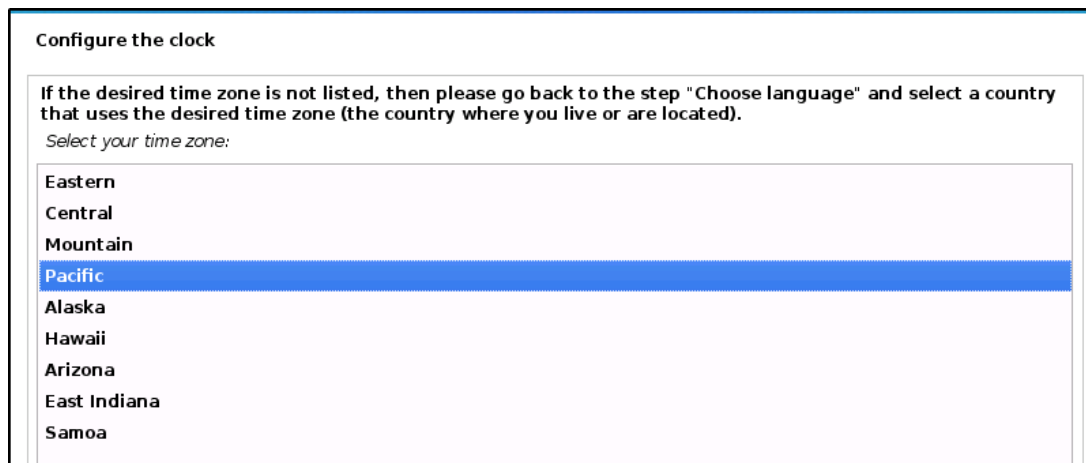 Configure the clock
If the desired time zone is not listed, then please go back to the step "Choose language" and select a country
that uses the desired time zone (the country where you live or are located).
Select your time zone:
Eastern
Central
Mountain
Pacific
Alaska
Hawaii
Arizona
East Indiana
Samoa